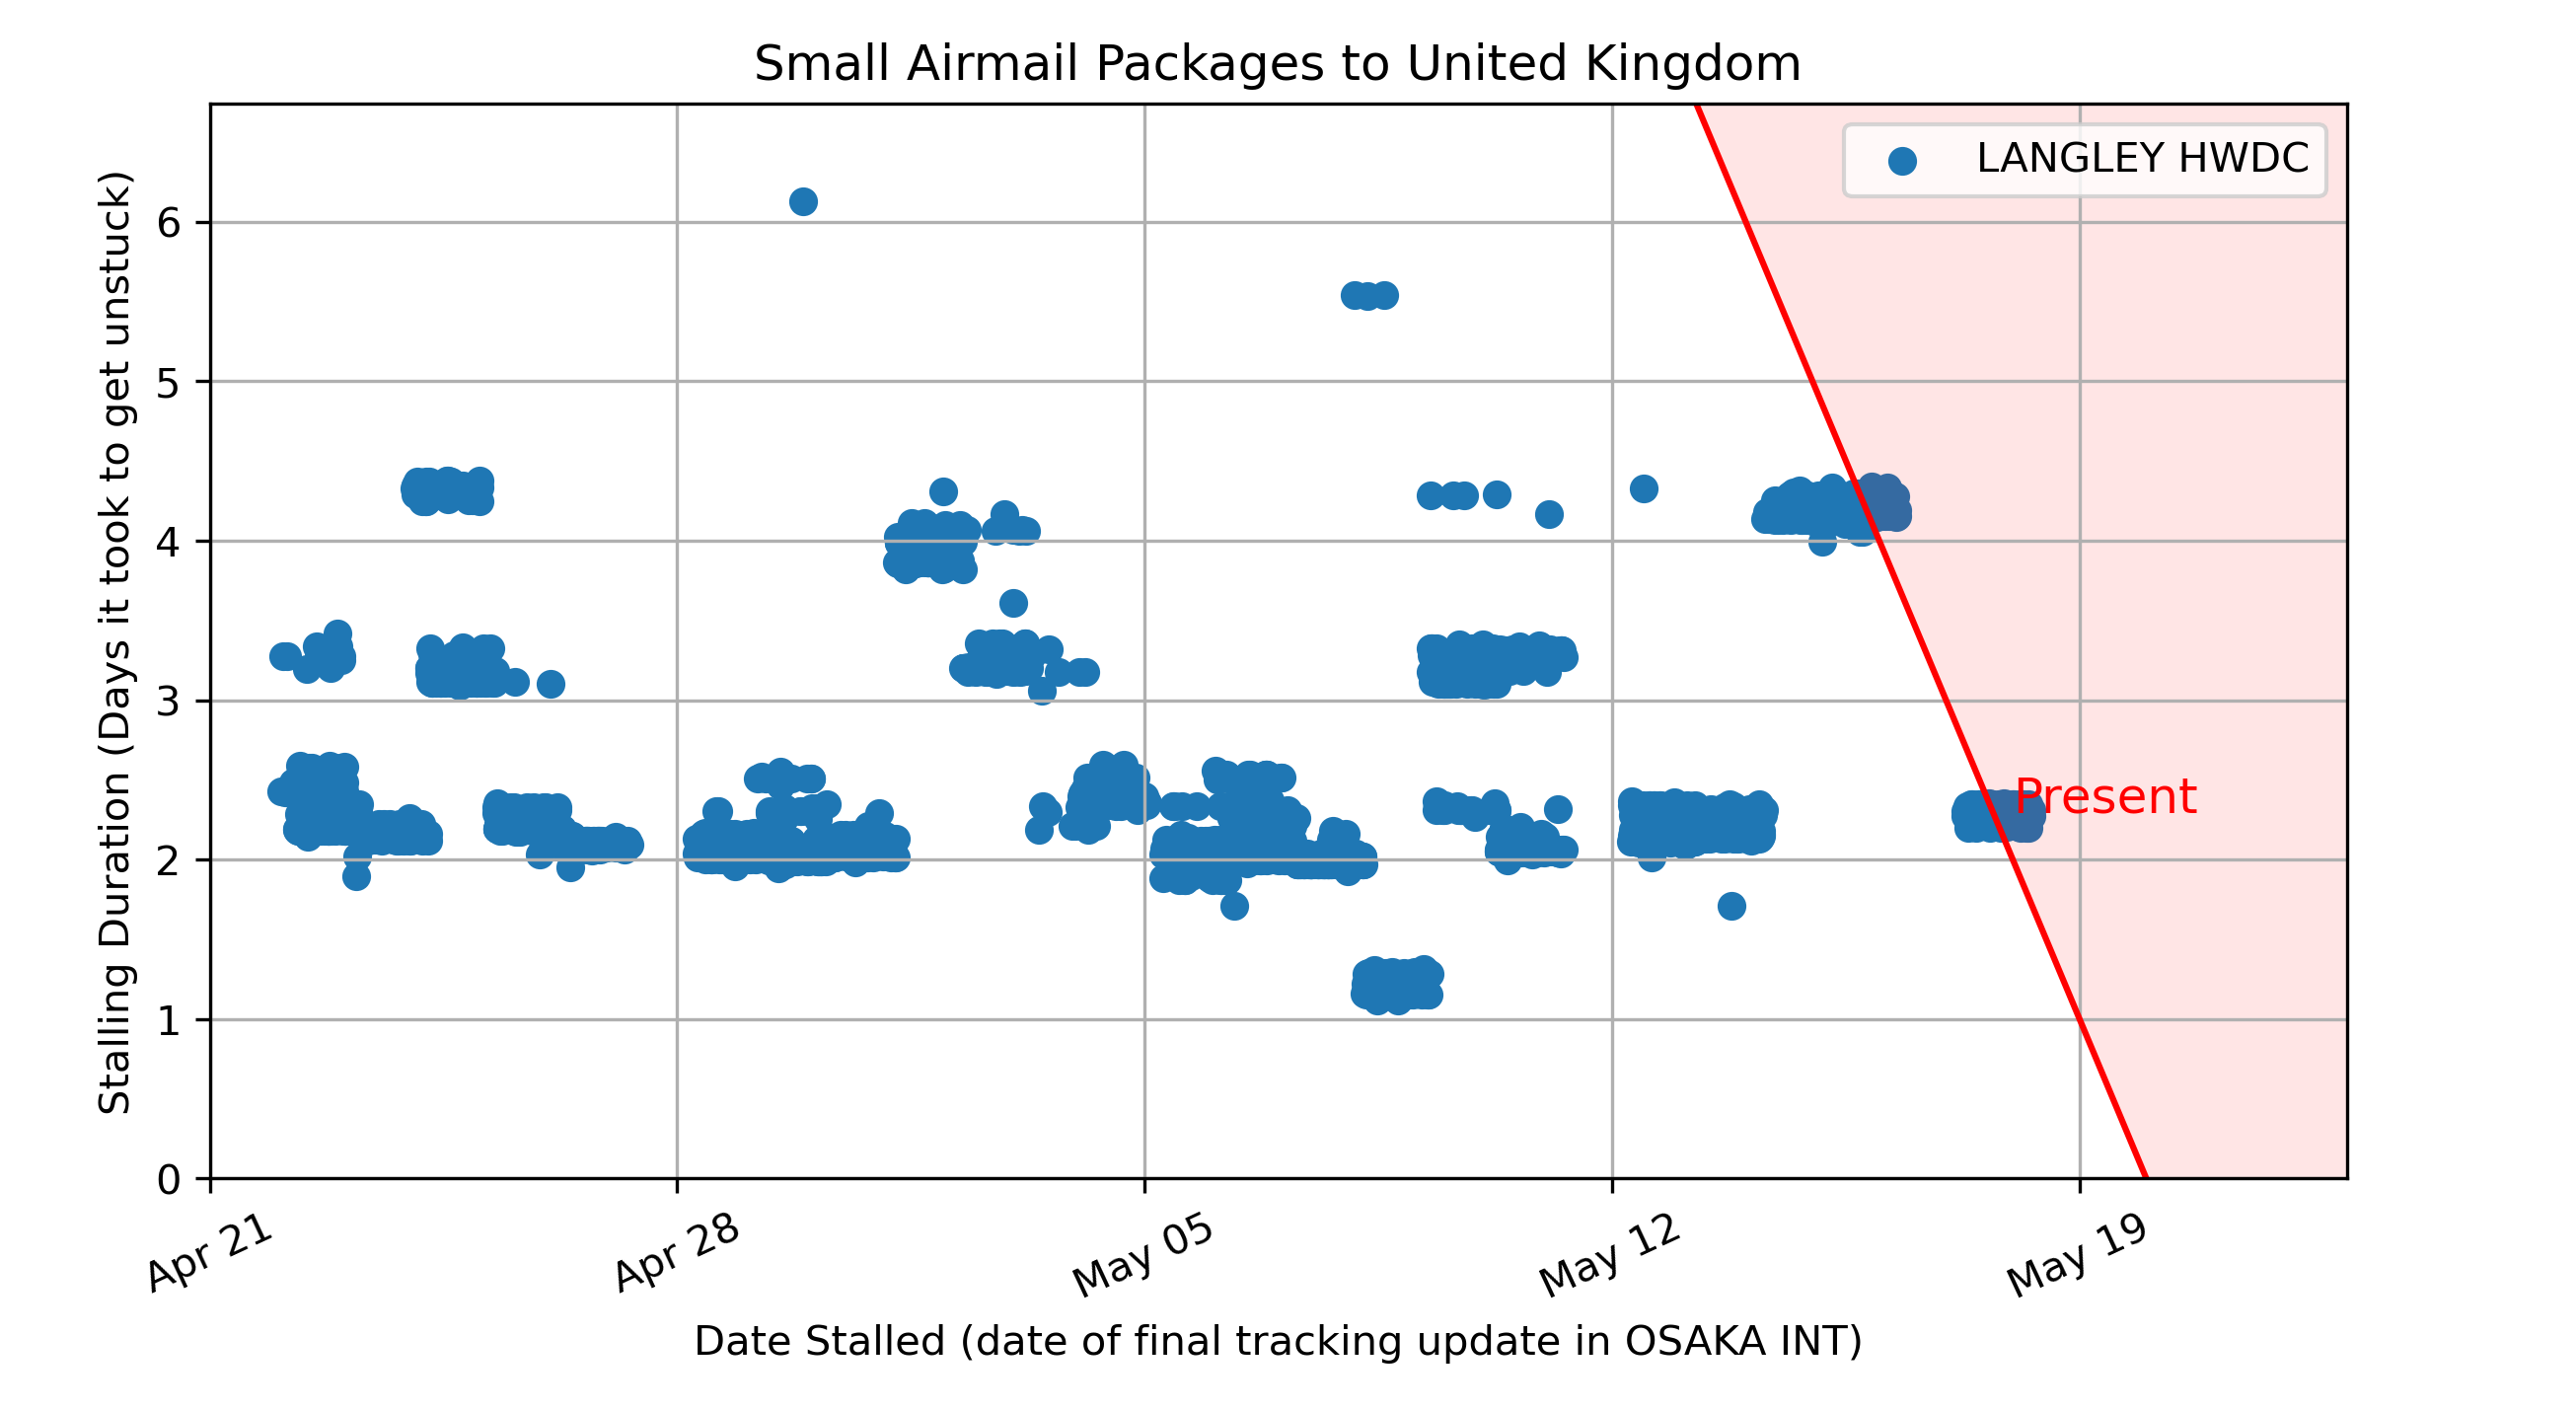 Small Airmail Packages to United Kingdom
LANGLEY HWDC
Stalling Duration (Days it took to get unstuck)
6
5
4
3
2
1
0
Present
Apr 21
Apr 28
May 05
May 12
May 19
Date Stalled (date of final tracking update in OSAKA INT)